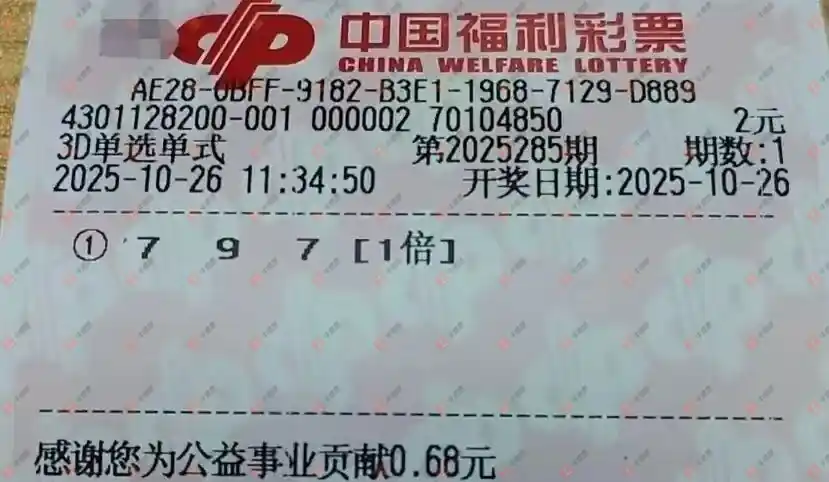 中国福利彩票
CHINA WELFARE LOTTERY
AE28-0BFF-9182-B3E1-1968-7129-D889
4301128200-001 000002 70104850 2元
3D单选单式 第2025285期 期数:1
2025-10-26 11:34:50 开奖日期:2025-10-26
① 7 9 7 [1倍]
感谢您为公益事业贡献0.68元